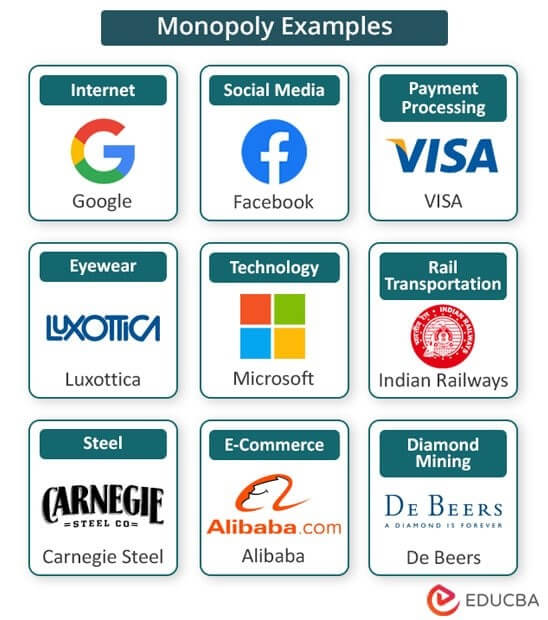 Monopoly Examples
Internet
Google
Social Media
Facebook
Payment
Processing
VISA
VISA
Eyewear
LUXOTTICA
Luxottica
Technology
Microsoft
Rail
Transportation
INDIAN RAILWAYS
भारतीय रेल
Indian Railways
Steel
CARNEGIE
STEEL CO
Carnegie Steel
E-Commerce
Alibaba.com
Alibaba
Diamond
Mining
DE BEERS
A DIAMOND IS FOREVER
De Beers
EDUCBA